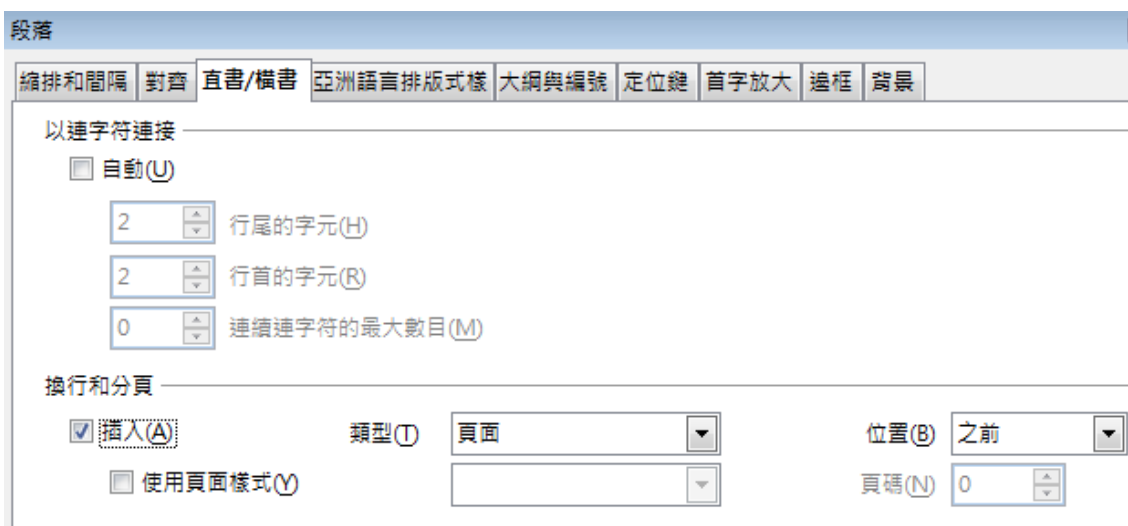 段落
縮排和間隔 對齊 直書/橫書 亞洲語言排版式樣 大綱與編號 定位鍵 首字放大 邊框 背景
以連字符連接
自動(U)
2 行尾的字元(H)
2 行首的字元(R)
0 連續連字符的最大數目(M)
換行和分頁
插入(A) 類型(T) 頁面 位置(B) 之前
使用頁面樣式(Y) 頁碼(N) 0